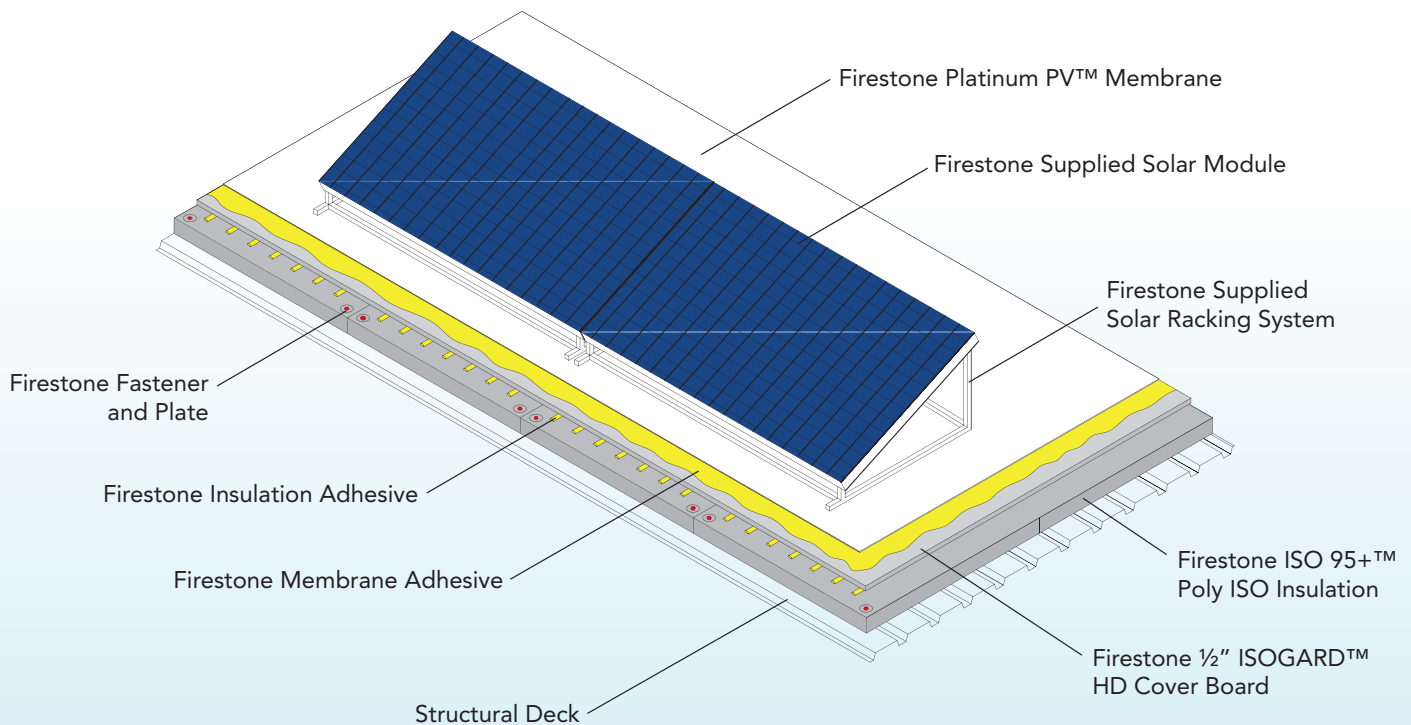 Firestone Platinum PV™ Membrane
Firestone Supplied Solar Module
Firestone Supplied
Solar Racking System
Firestone Fastener
and Plate
Firestone Insulation Adhesive
Firestone Membrane Adhesive
Firestone ISO 95+™
Poly ISO Insulation
Firestone ½” ISOGARD™
HD Cover Board
Structural Deck